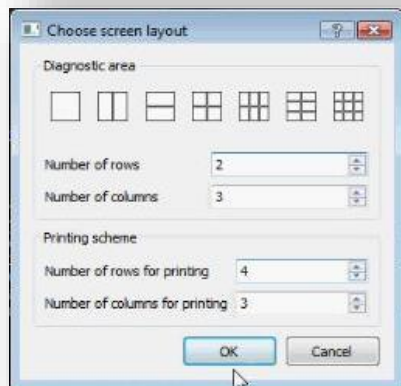 Choose screen layout
Diagnostic area
Number of rows 2
Number of columns 3
Printing scheme
Number of rows for printing 4
Number of columns for printing 3
OK Cancel